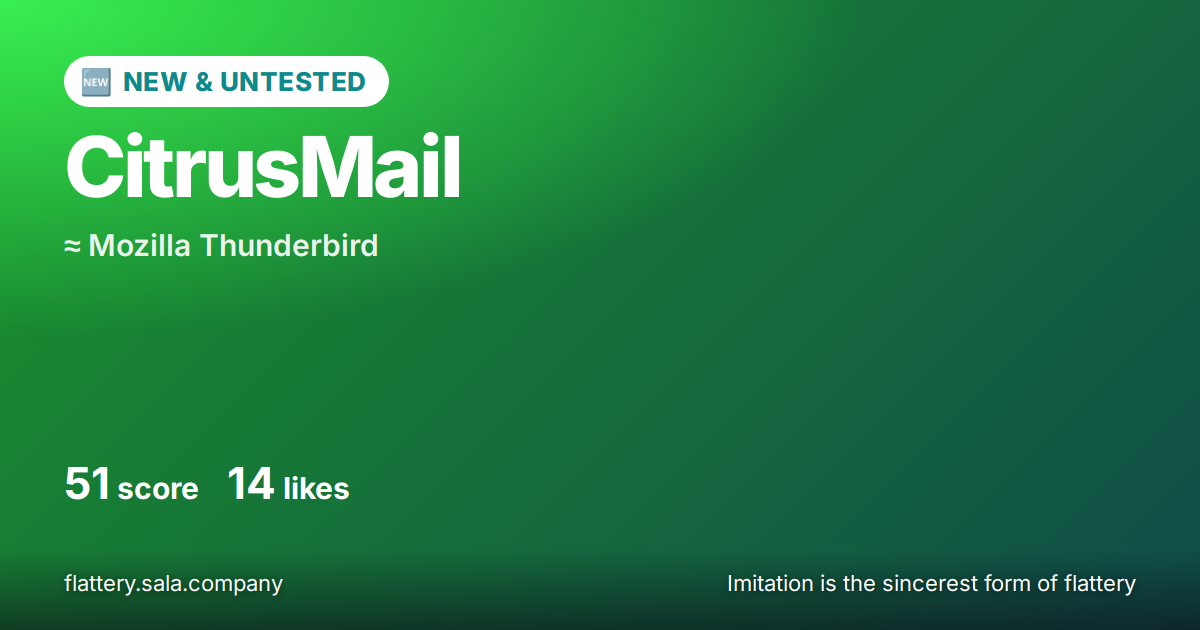 🆕 NEW & UNTESTED
CitrusMail
≈ Mozilla Thunderbird
51 score 14 likes
flattery.sala.company
Imitation is the sincerest form of flattery